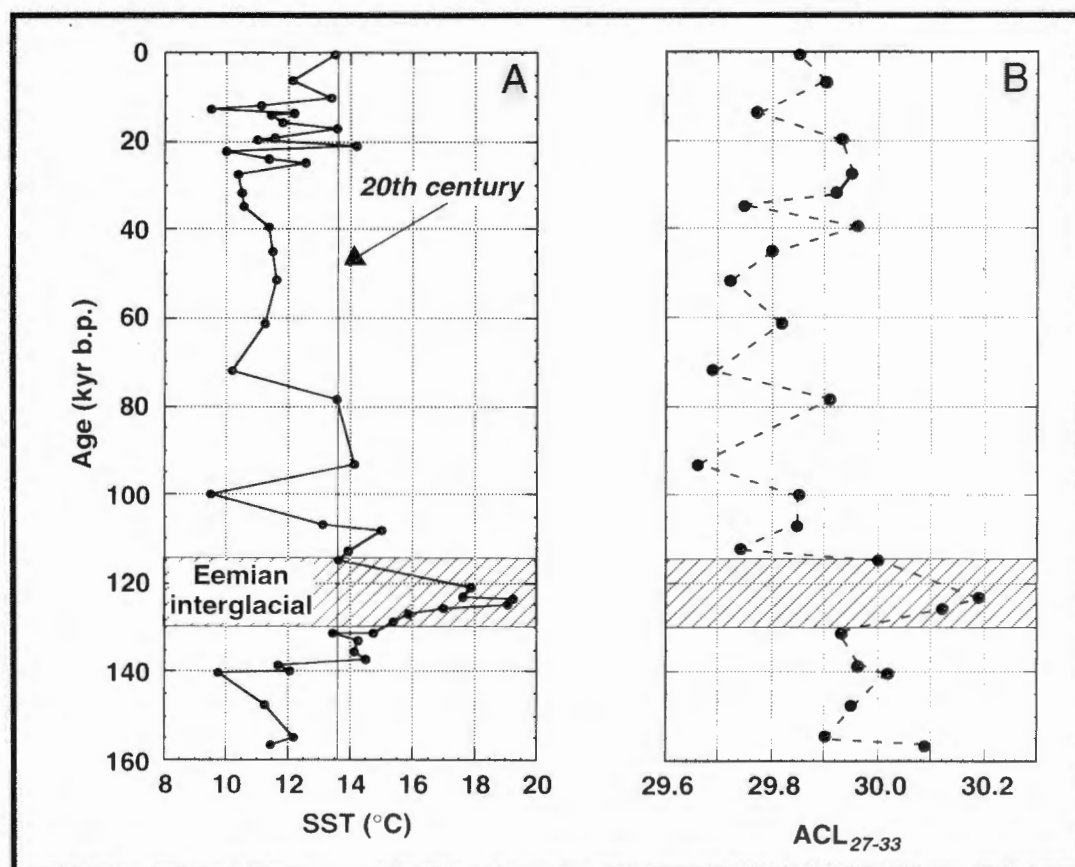 A
B
0
20
40
60
80
100
120
140
160
Age (kyr b.p.)
20th century
Eemian
interglacial
8 10 12 14 16 18 20
SST (°C)
29.6 29.8 30.0 30.2
ACL27-33